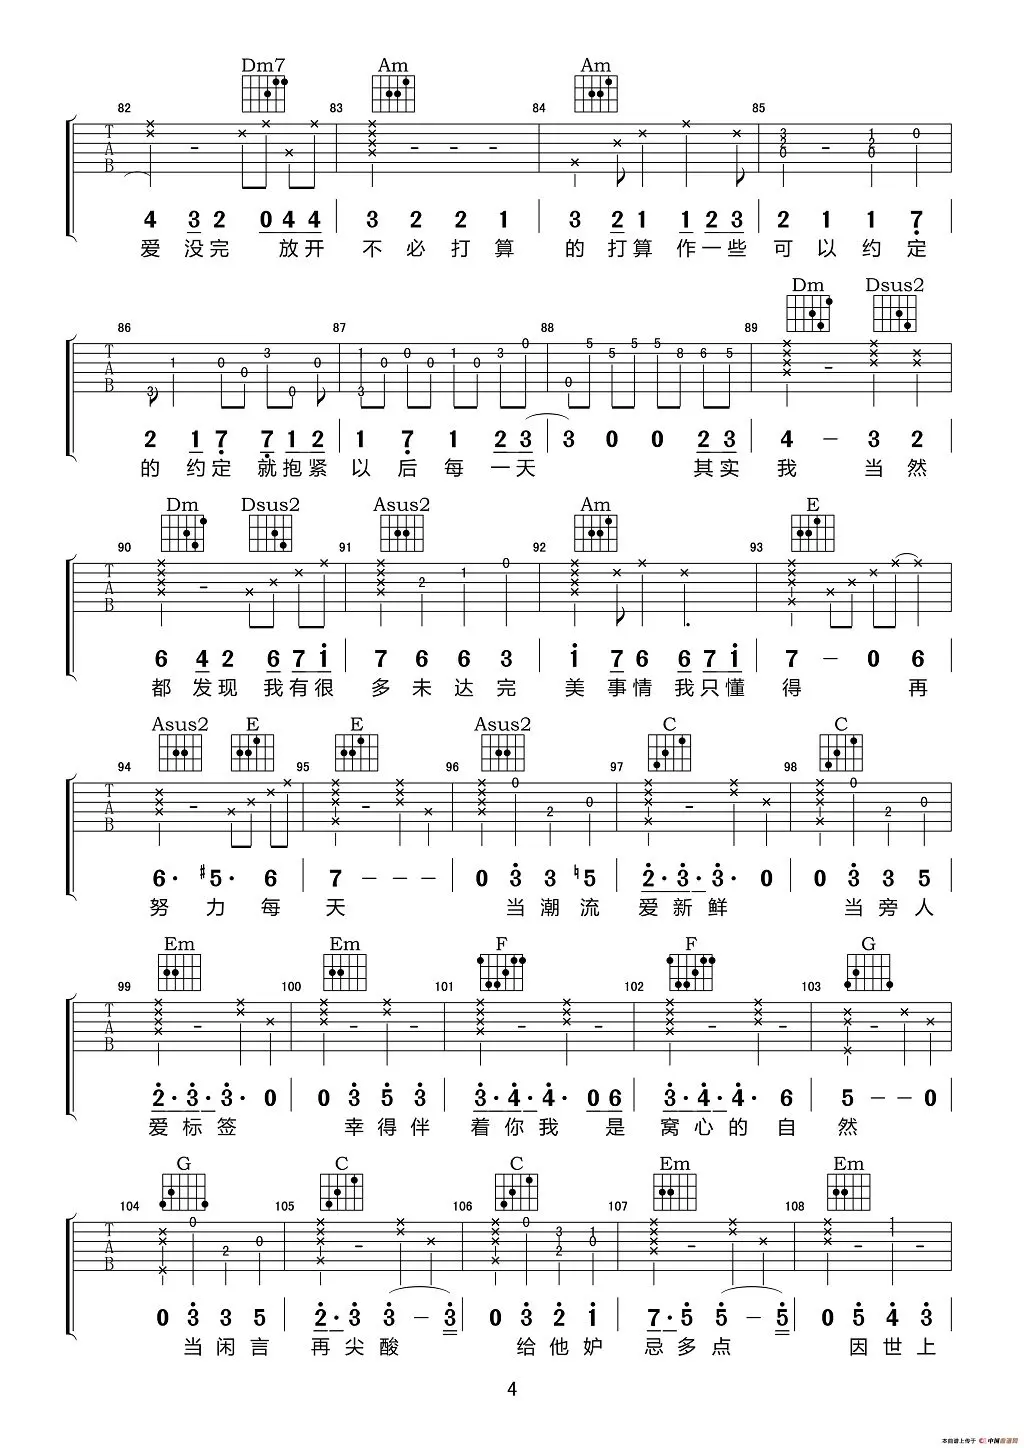 Dm7 Am Am
82 83 84 85
4 3 2 0 4 4 3 2 2 1 3 2 1 1 2 3 2 1 1 7
爱 没 完 放 开 不 必 打 算 的 打 算 作 一 些 可 以 约 定
Dm Dsus2
86 87 88 89
2 1 7 7 1 2 1 7 1 2 3 3 0 0 2 3 4 - 3 2
的 约 定 就 抱 紧 以 后 每 一 天 其 实 我 当 然
Dm Dsus2 Asus2 Am E
90 91 92 93
6 4 2 6 7 1 7 6 6 3 1 7 6 6 7 1 7 - 0 6
都 发 现 我 有 很 多 未 达 完 美 事 情 我 只 懂 得 再
Asus2 E E Asus2 C C
94 95 96 97 98
6· #5· 6 7 - - - 0 3 3 ♮5 2·3·3·0 0 3 3 5
努 力 每 天 当 潮 流 爱 新 鲜 当 旁 人
Em Em F F G
99 100 101 102 103
2·3·3·0 0 3 5 3 3·4·4· 0 6 3·4·4· 6 5 - - 0
爱 标 签 幸 得 伴 着 你 我 是 窝 心 的 自 然
G C C Em Em
104 105 106 107 108
0 3 3 5 2·3 3 - 3 0 3 2 1 7·5 5 - 5 0 5 4 3
当 闲 言 再 尖 酸 给 他 妒 忌 多 点 因 世 上
4
本曲谱上传于 中国曲谱网